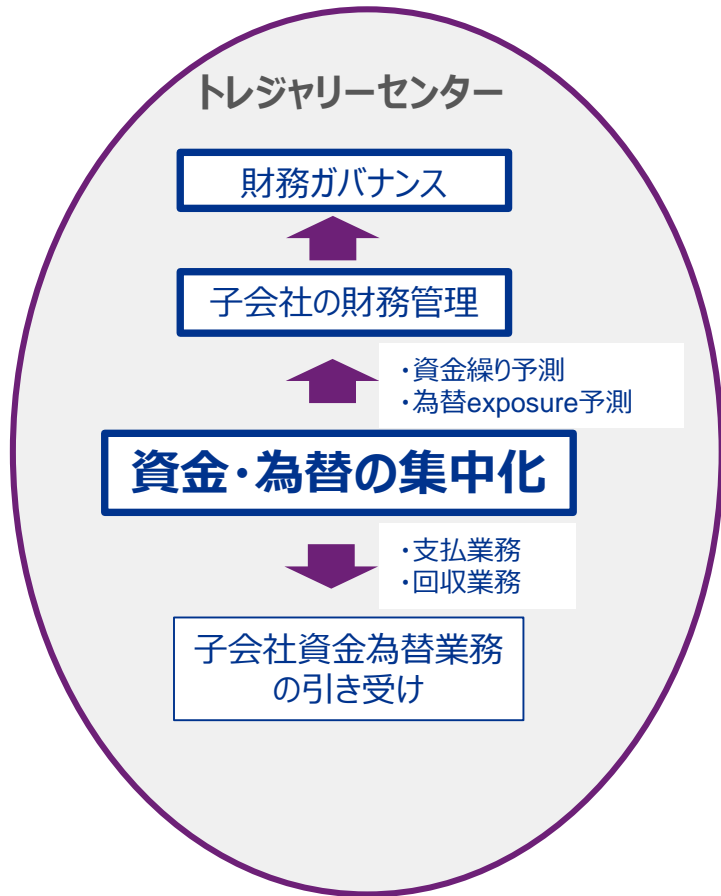 トレジャリーセンター
財務ガバナンス
子会社の財務管理
・資金繰り予測
・為替exposure予測
資金・為替の集中化
・支払業務
・回収業務
子会社資金為替業務
の引き受け